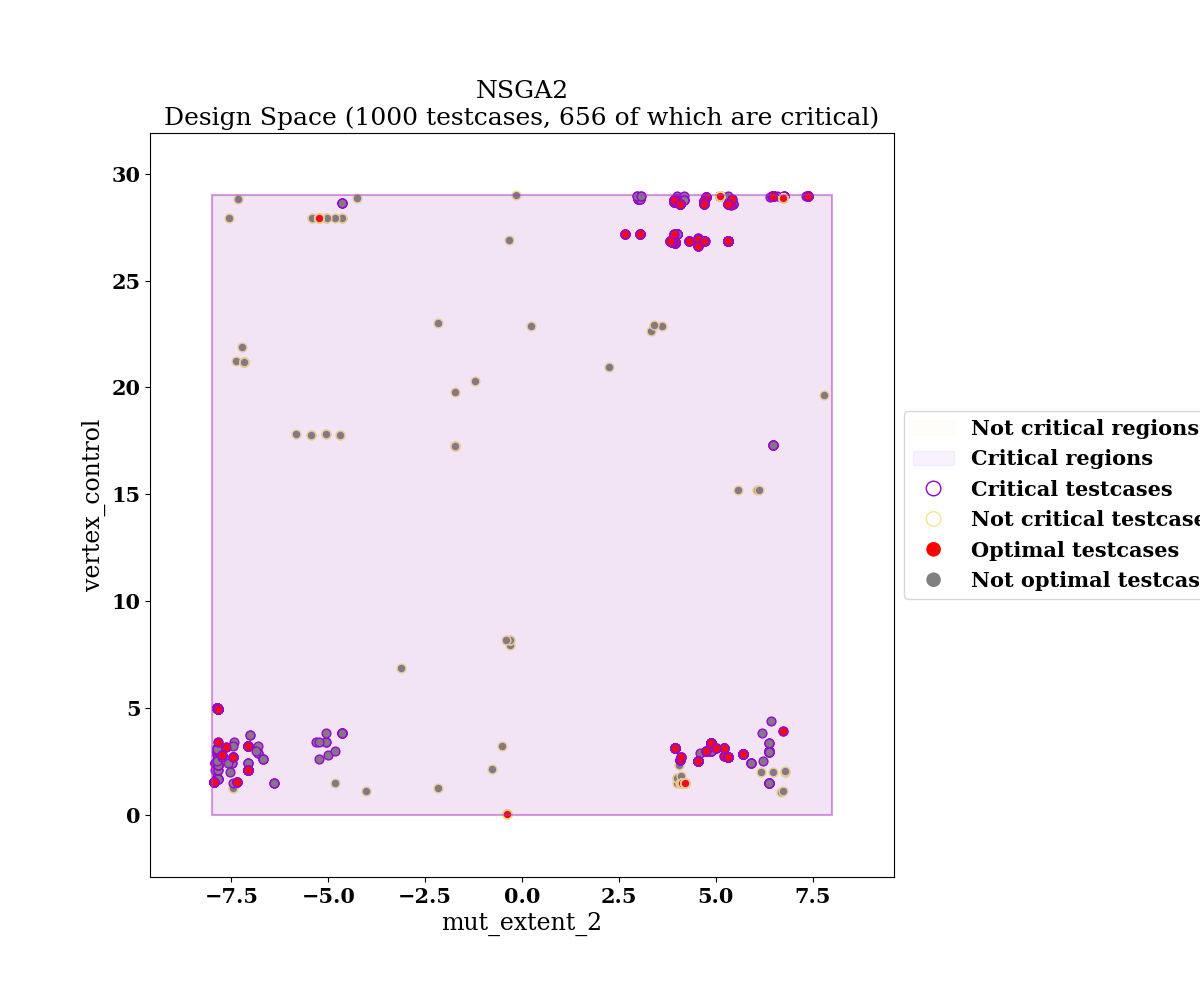 NSGA2
Design Space (1000 testcases, 656 of which are critical)
30
25
20
15
10
5
0
vertex_control
−7.5
−5.0
−2.5
0.0
2.5
5.0
7.5
mut_extent_2
Not critical regions
Critical regions
Critical testcases
Not critical testcase
Optimal testcases
Not optimal testcas